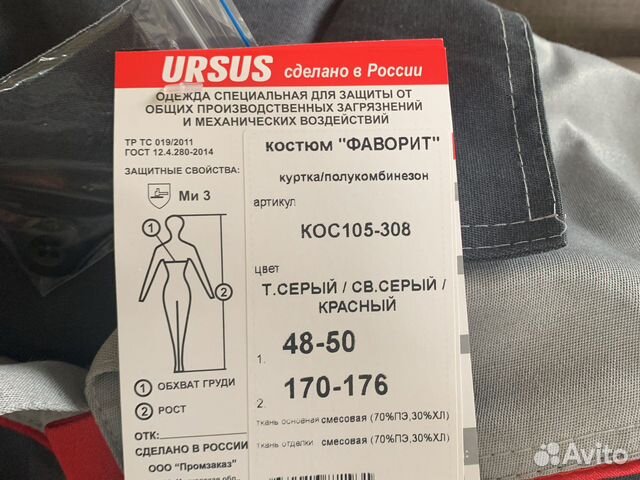 URSUS сделано в России
ОДЕЖДА СПЕЦИАЛЬНАЯ ДЛЯ ЗАЩИТЫ ОТ
ОБЩИХ ПРОИЗВОДСТВЕННЫХ ЗАГРЯЗНЕНИЙ
И МЕХАНИЧЕСКИХ ВОЗДЕЙСТВИЙ
ТР ТС 019/2011
ГОСТ 12.4.280-2014
ЗАЩИТНЫЕ СВОЙСТВА:
Ми 3
1
2
1 ОБХВАТ ГРУДИ
2 РОСТ
ОТК:
СДЕЛАНО В РОССИИ
ООО "Промзаказ"
костюм "ФАВОРИТ"
куртка/полукомбинезон
артикул
КОС105-308
цвет
Т.СЕРЫЙ / СВ.СЕРЫЙ /
КРАСНЫЙ
1. 48-50
2. 170-176
ткань основная смесовая (70%ПЭ,30%ХЛ)
ткань отделки смесовая (70%ПЭ,30%ХЛ)
Avito